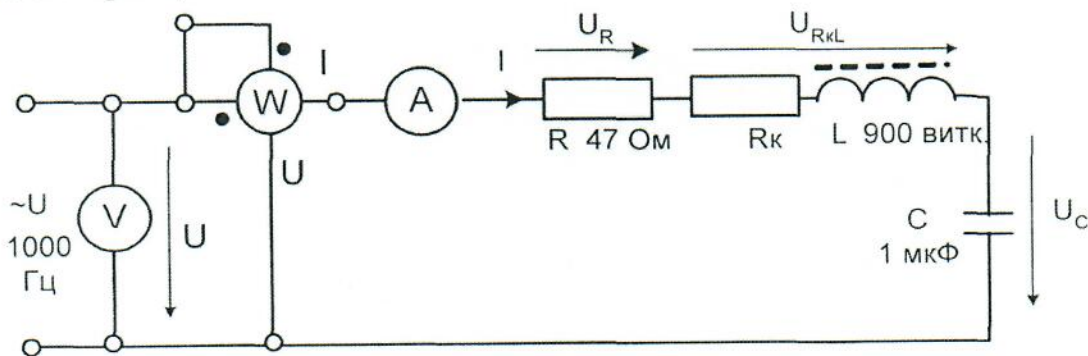 U_R
U_RкL
I
I
W
A
R 47 Ом
Rк
L 900 витк.
U
~U
1000
Гц
V
U
C
1 мкФ
U_C